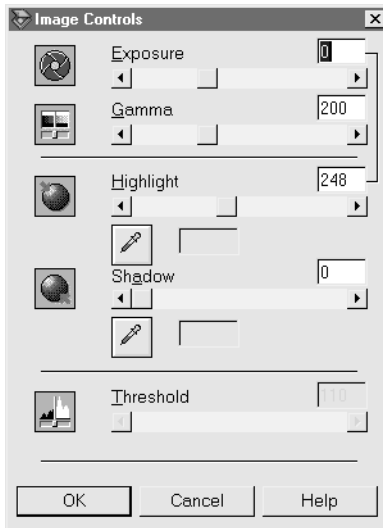 Image Controls
Exposure 0
Gamma 200
Highlight 248
Shadow 0
Threshold 110
OK Cancel Help